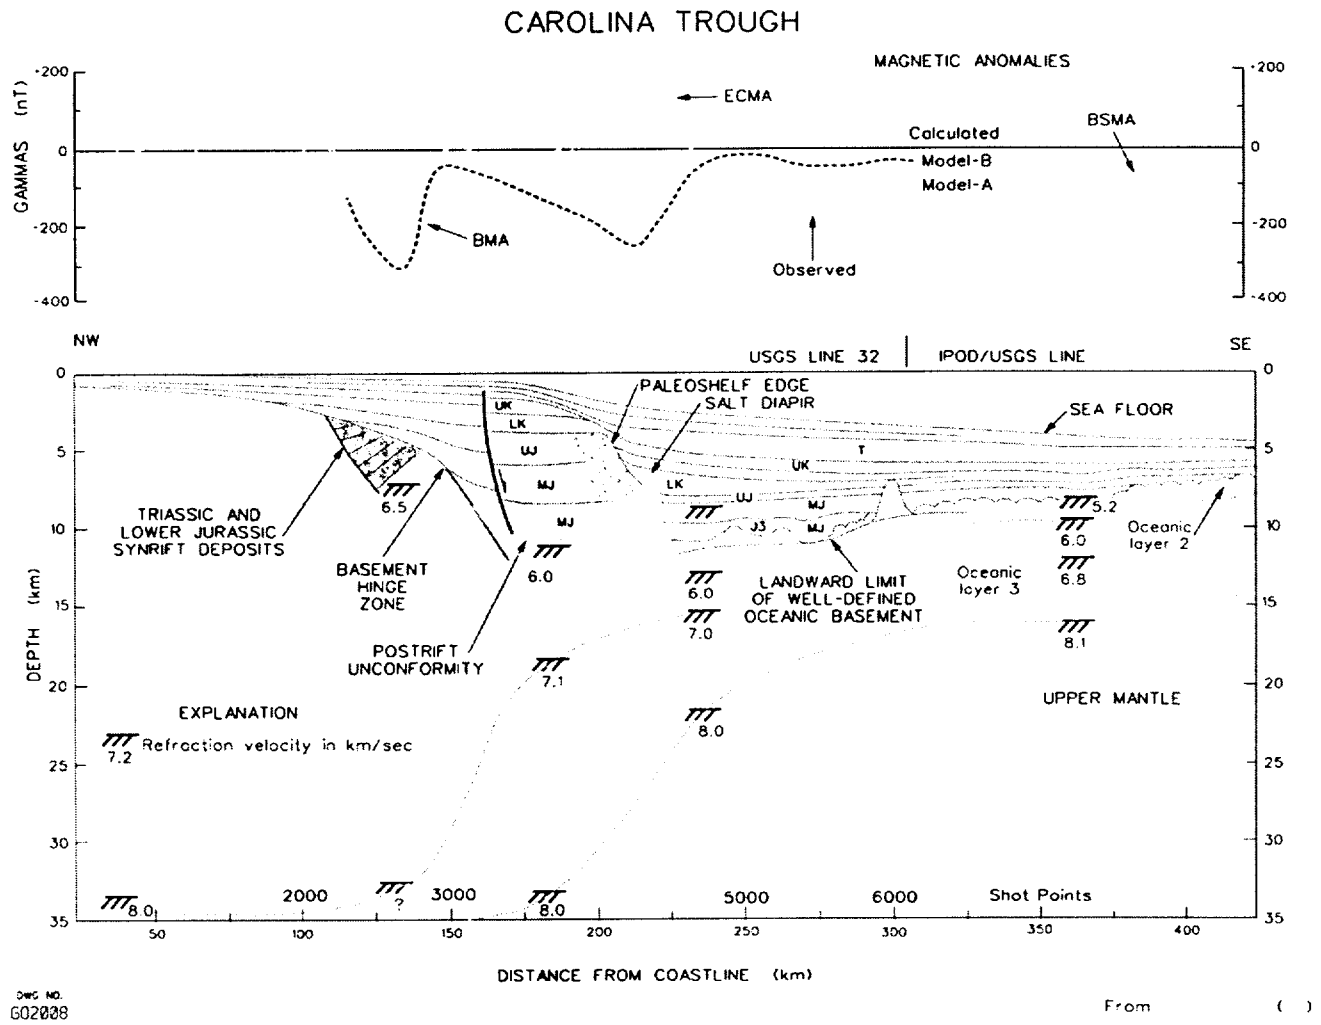 CAROLINA TROUGH
MAGNETIC ANOMALIES
GAMMAS (nT)
+200
0
-200
-400
+200
0
-200
-400
ECMA
BSMA
Calculated
Model-B
Model-A
BMA
Observed
NW
SE
USGS LINE 32
IPOD/USGS LINE
DEPTH (km)
0
5
10
15
20
25
30
35
0
5
10
15
20
25
30
35
PALEOSHELF EDGE
SALT DIAPIR
SEA FLOOR
UK
LK
UJ
MJ
MJ
T
UK
LK
UJ
MJ
J3
MJ
6.5
TRIASSIC AND
LOWER JURASSIC
SYNRIFT DEPOSITS
BASEMENT
HINGE
ZONE
POSTRIFT
UNCONFORMITY
6.0
7.1
6.0
7.0
8.0
LANDWARD LIMIT
OF WELL-DEFINED
OCEANIC BASEMENT
Oceanic
layer 3
5.2
6.0
6.8
8.1
Oceanic
layer 2
UPPER MANTLE
EXPLANATION
7.2 Refraction velocity in km/sec
8.0
?
8.0
2000
3000
5000
6000
Shot Points
50
100
150
200
250
300
350
400
DISTANCE FROM COASTLINE (km)
DWG NO.
GO2008
From ( )